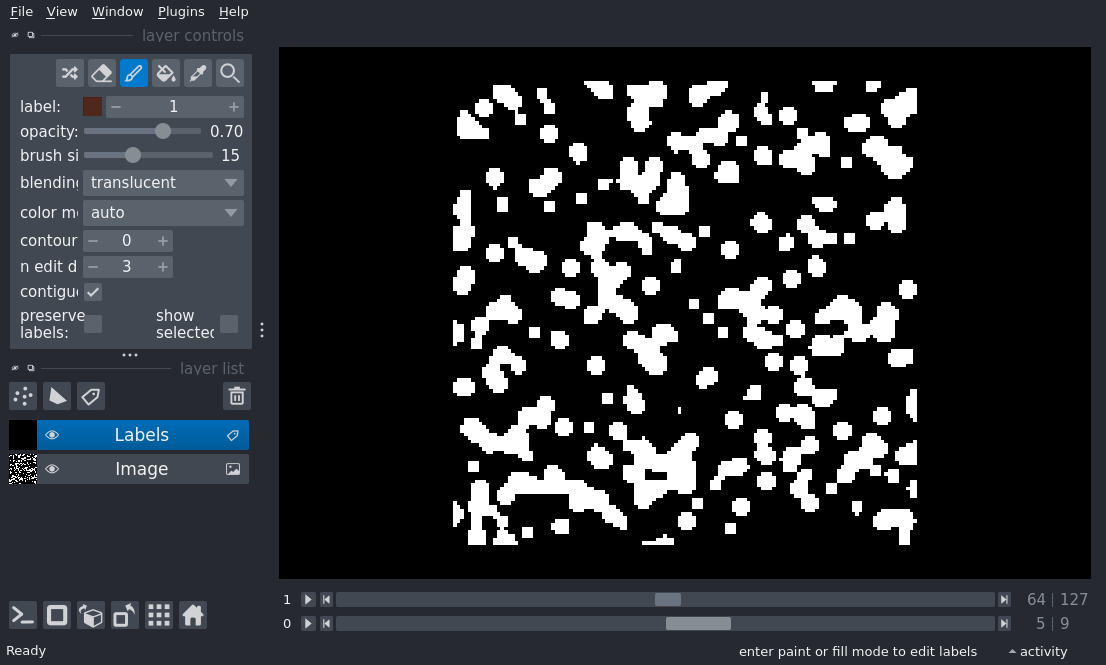 File View Window Plugins Help
layer controls
label: 1
opacity: 0.70
brush si 15
blending translucent
color m auto
contour 0
n edit d 3
contigu
preserve labels: show selected
layer list
Labels
Image
1 64 | 127
0 5 | 9
Ready enter paint or fill mode to edit labels activity